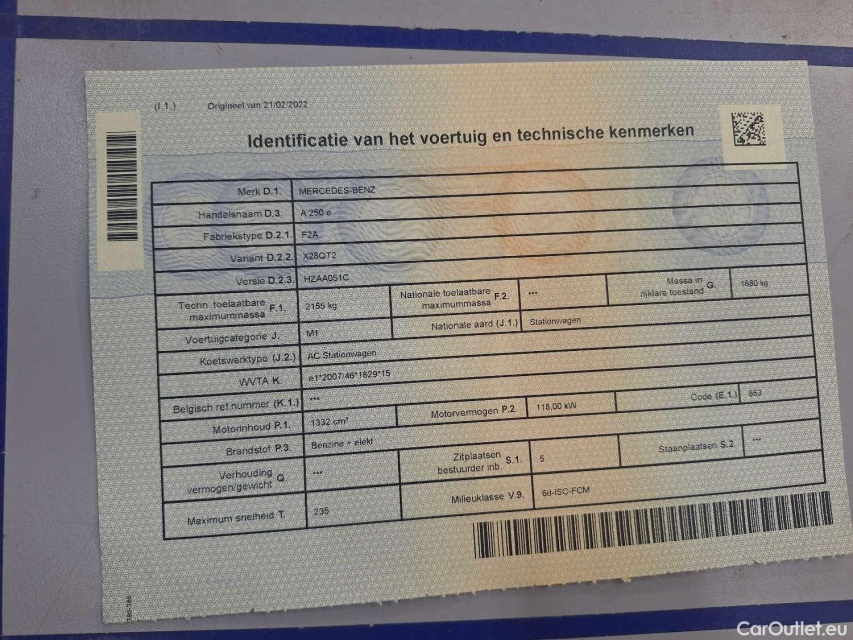 (I.1.) Origineel van 21/02/2022
Identificatie van het voertuig en technische kenmerken
Merk D.1. MERCEDES-BENZ
Handelsnaam D.3. A 250 e
Fabriekstype D.2.1. F2A
Variant D.2.2. X28QT2
Versie D.2.3. HZAA051C
Techn. toelaatbare maximummassa F.1. 2155 kg Nationale toelaatbare maximummassa F.2. --- Massa in rijklare toestand G. 1680 kg
Voertuigcategorie J. M1 Nationale aard (J.1.) Stationwagen
Koetswerktype (J.2.) AC Stationwagen
WVTA K. e1*2007/46*1829*15
Belgisch ref.nummer (K.1.) ---
Motorinhoud P.1. 1332 cm³ Motorvermogen P.2. 118,00 kW Code (E.1.) 863
Brandstof P.3. Benzine + elekt
Verhouding vermogen/gewicht Q. --- Zitplaatsen bestuurder inb. S.1. 5 Staanplaatsen S.2. ---
Maximum snelheid T. 235 Milieuklasse V.9. 6d-ISC-FCM
CarOutlet.eu